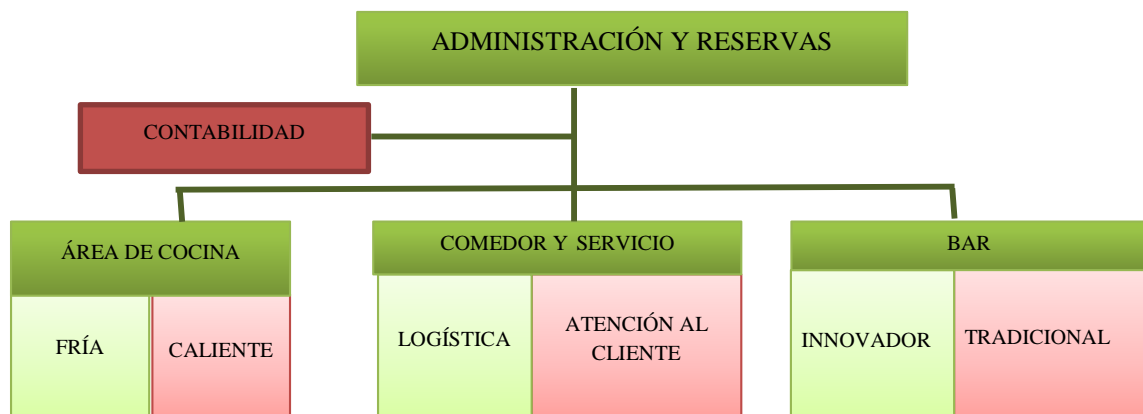 ADMINISTRACIÓN Y RESERVAS
CONTABILIDAD
ÁREA DE COCINA
COMEDOR Y SERVICIO
BAR
FRÍA
CALIENTE
LOGÍSTICA
ATENCIÓN AL
CLIENTE
INNOVADOR
TRADICIONAL